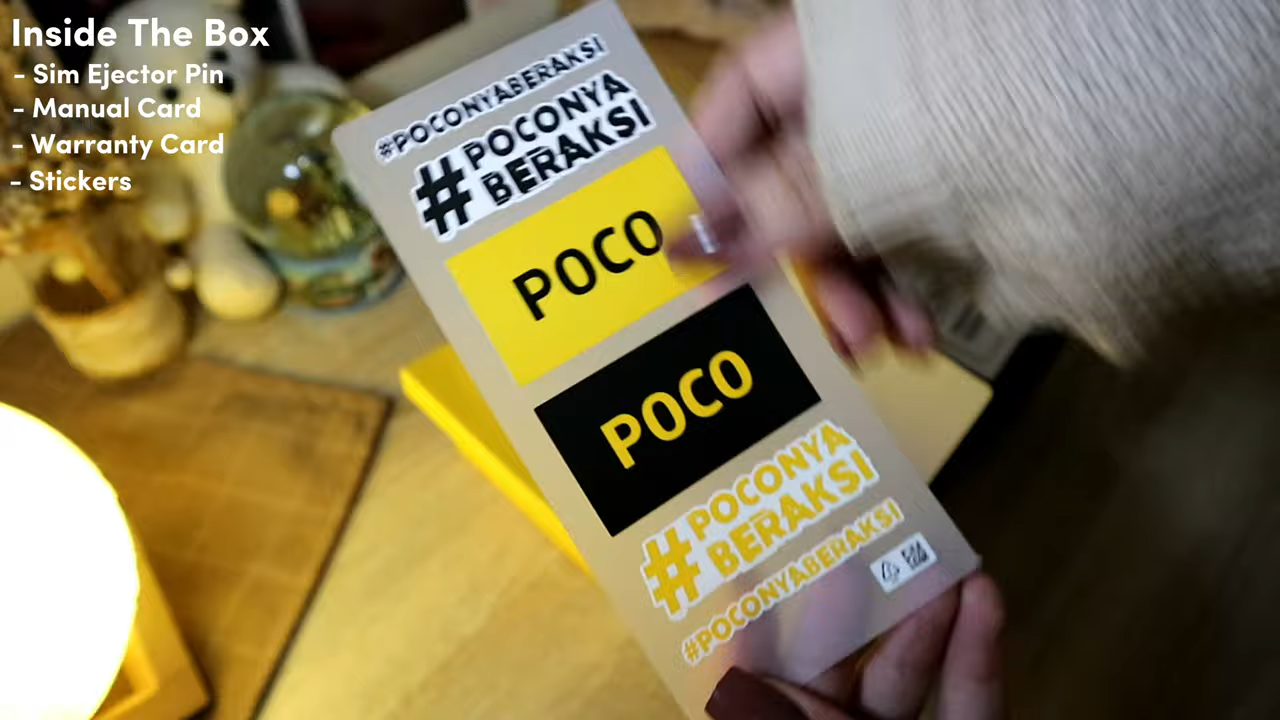 Inside The Box
- Sim Ejector Pin
- Manual Card
- Warranty Card
- Stickers
#POCONYABERAKSI
#POCONYA
BERAKSI
POCO
POCO
#POCONYA
BERAKSI
#POCONYABERAKSI